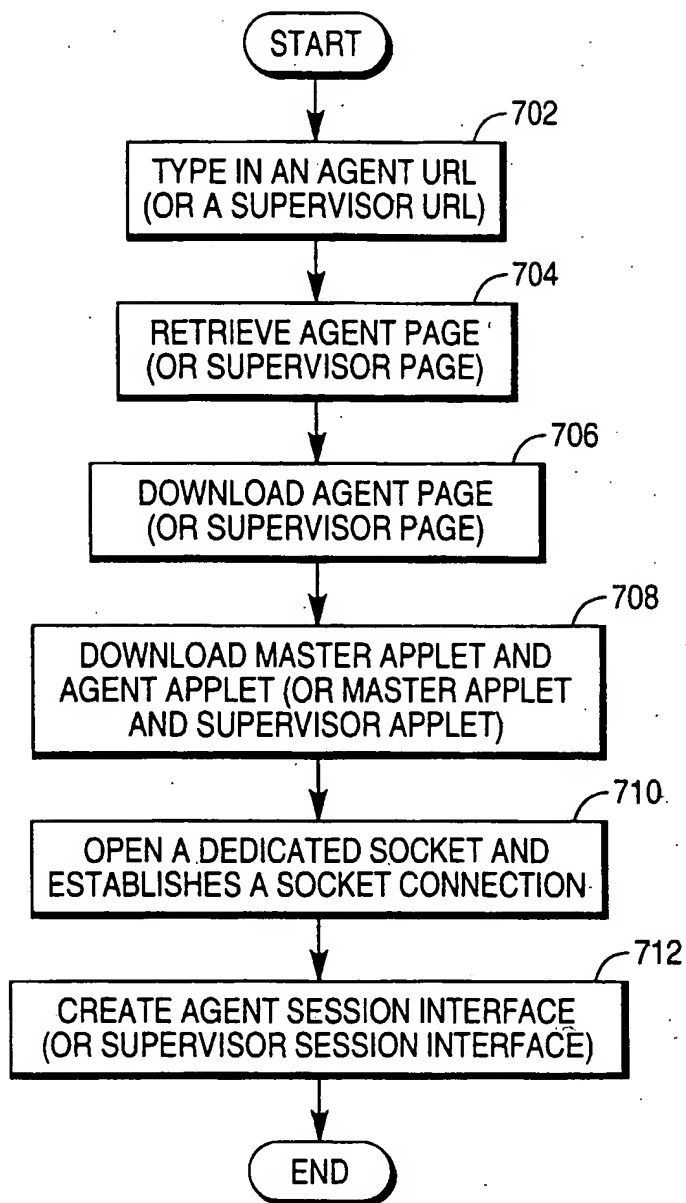 START
702
TYPE IN AN AGENT URL
(OR A SUPERVISOR URL)
704
RETRIEVE AGENT PAGE
(OR SUPERVISOR PAGE)
706
DOWNLOAD AGENT PAGE
(OR SUPERVISOR PAGE)
708
DOWNLOAD MASTER APPLET AND
AGENT APPLET (OR MASTER APPLET
AND SUPERVISOR APPLET)
710
OPEN A DEDICATED SOCKET AND
ESTABLISHES A SOCKET CONNECTION
712
CREATE AGENT SESSION INTERFACE
(OR SUPERVISOR SESSION INTERFACE)
END